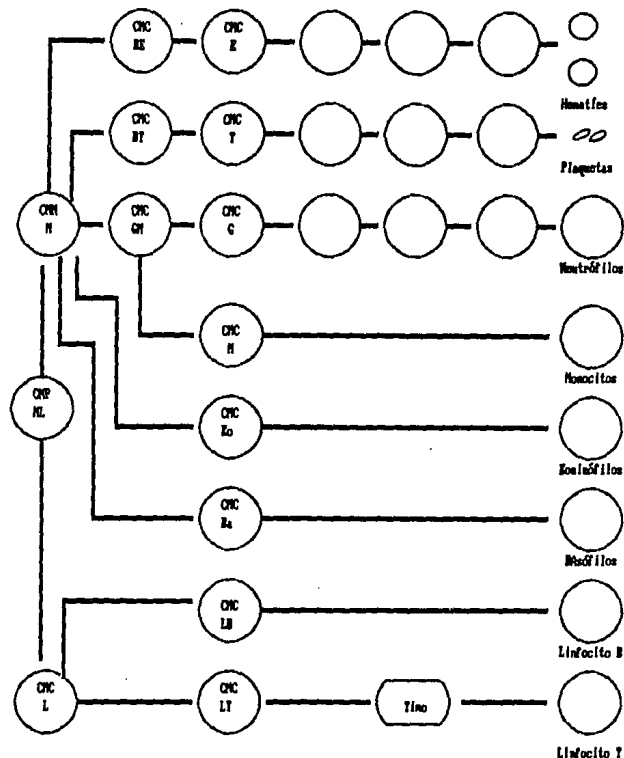 CMC
BE
CMC
E
Hematíes
CMC
BT
CMC
T
Plaquetas
CMM
M
CMC
GM
CMC
G
Neutrófilos
CMC
M
Monocitos
CMP
ML
CMC
Eo
Eosinófilos
CMC
Ba
Basófilos
CMC
LB
Linfocito B
CMC
L
CMC
LT
Timo
Linfocito T